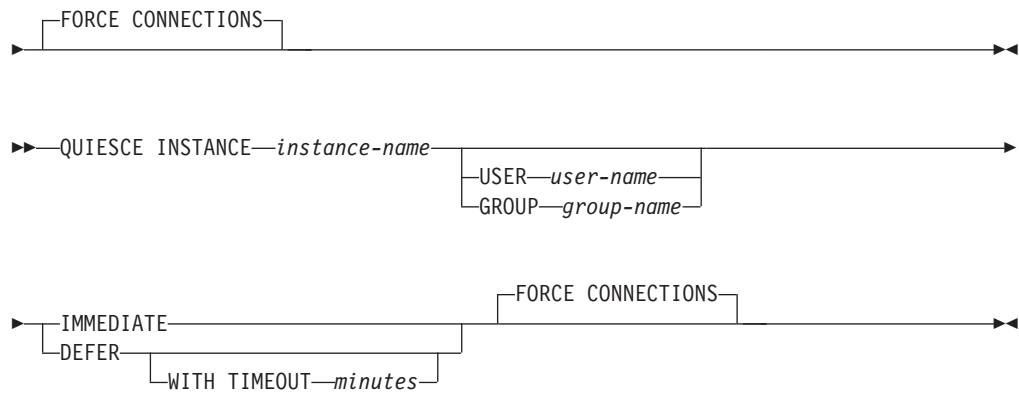 FORCE CONNECTIONS
QUIESCE INSTANCE instance-name
USER user-name
GROUP group-name
FORCE CONNECTIONS
IMMEDIATE
DEFER
WITH TIMEOUT minutes